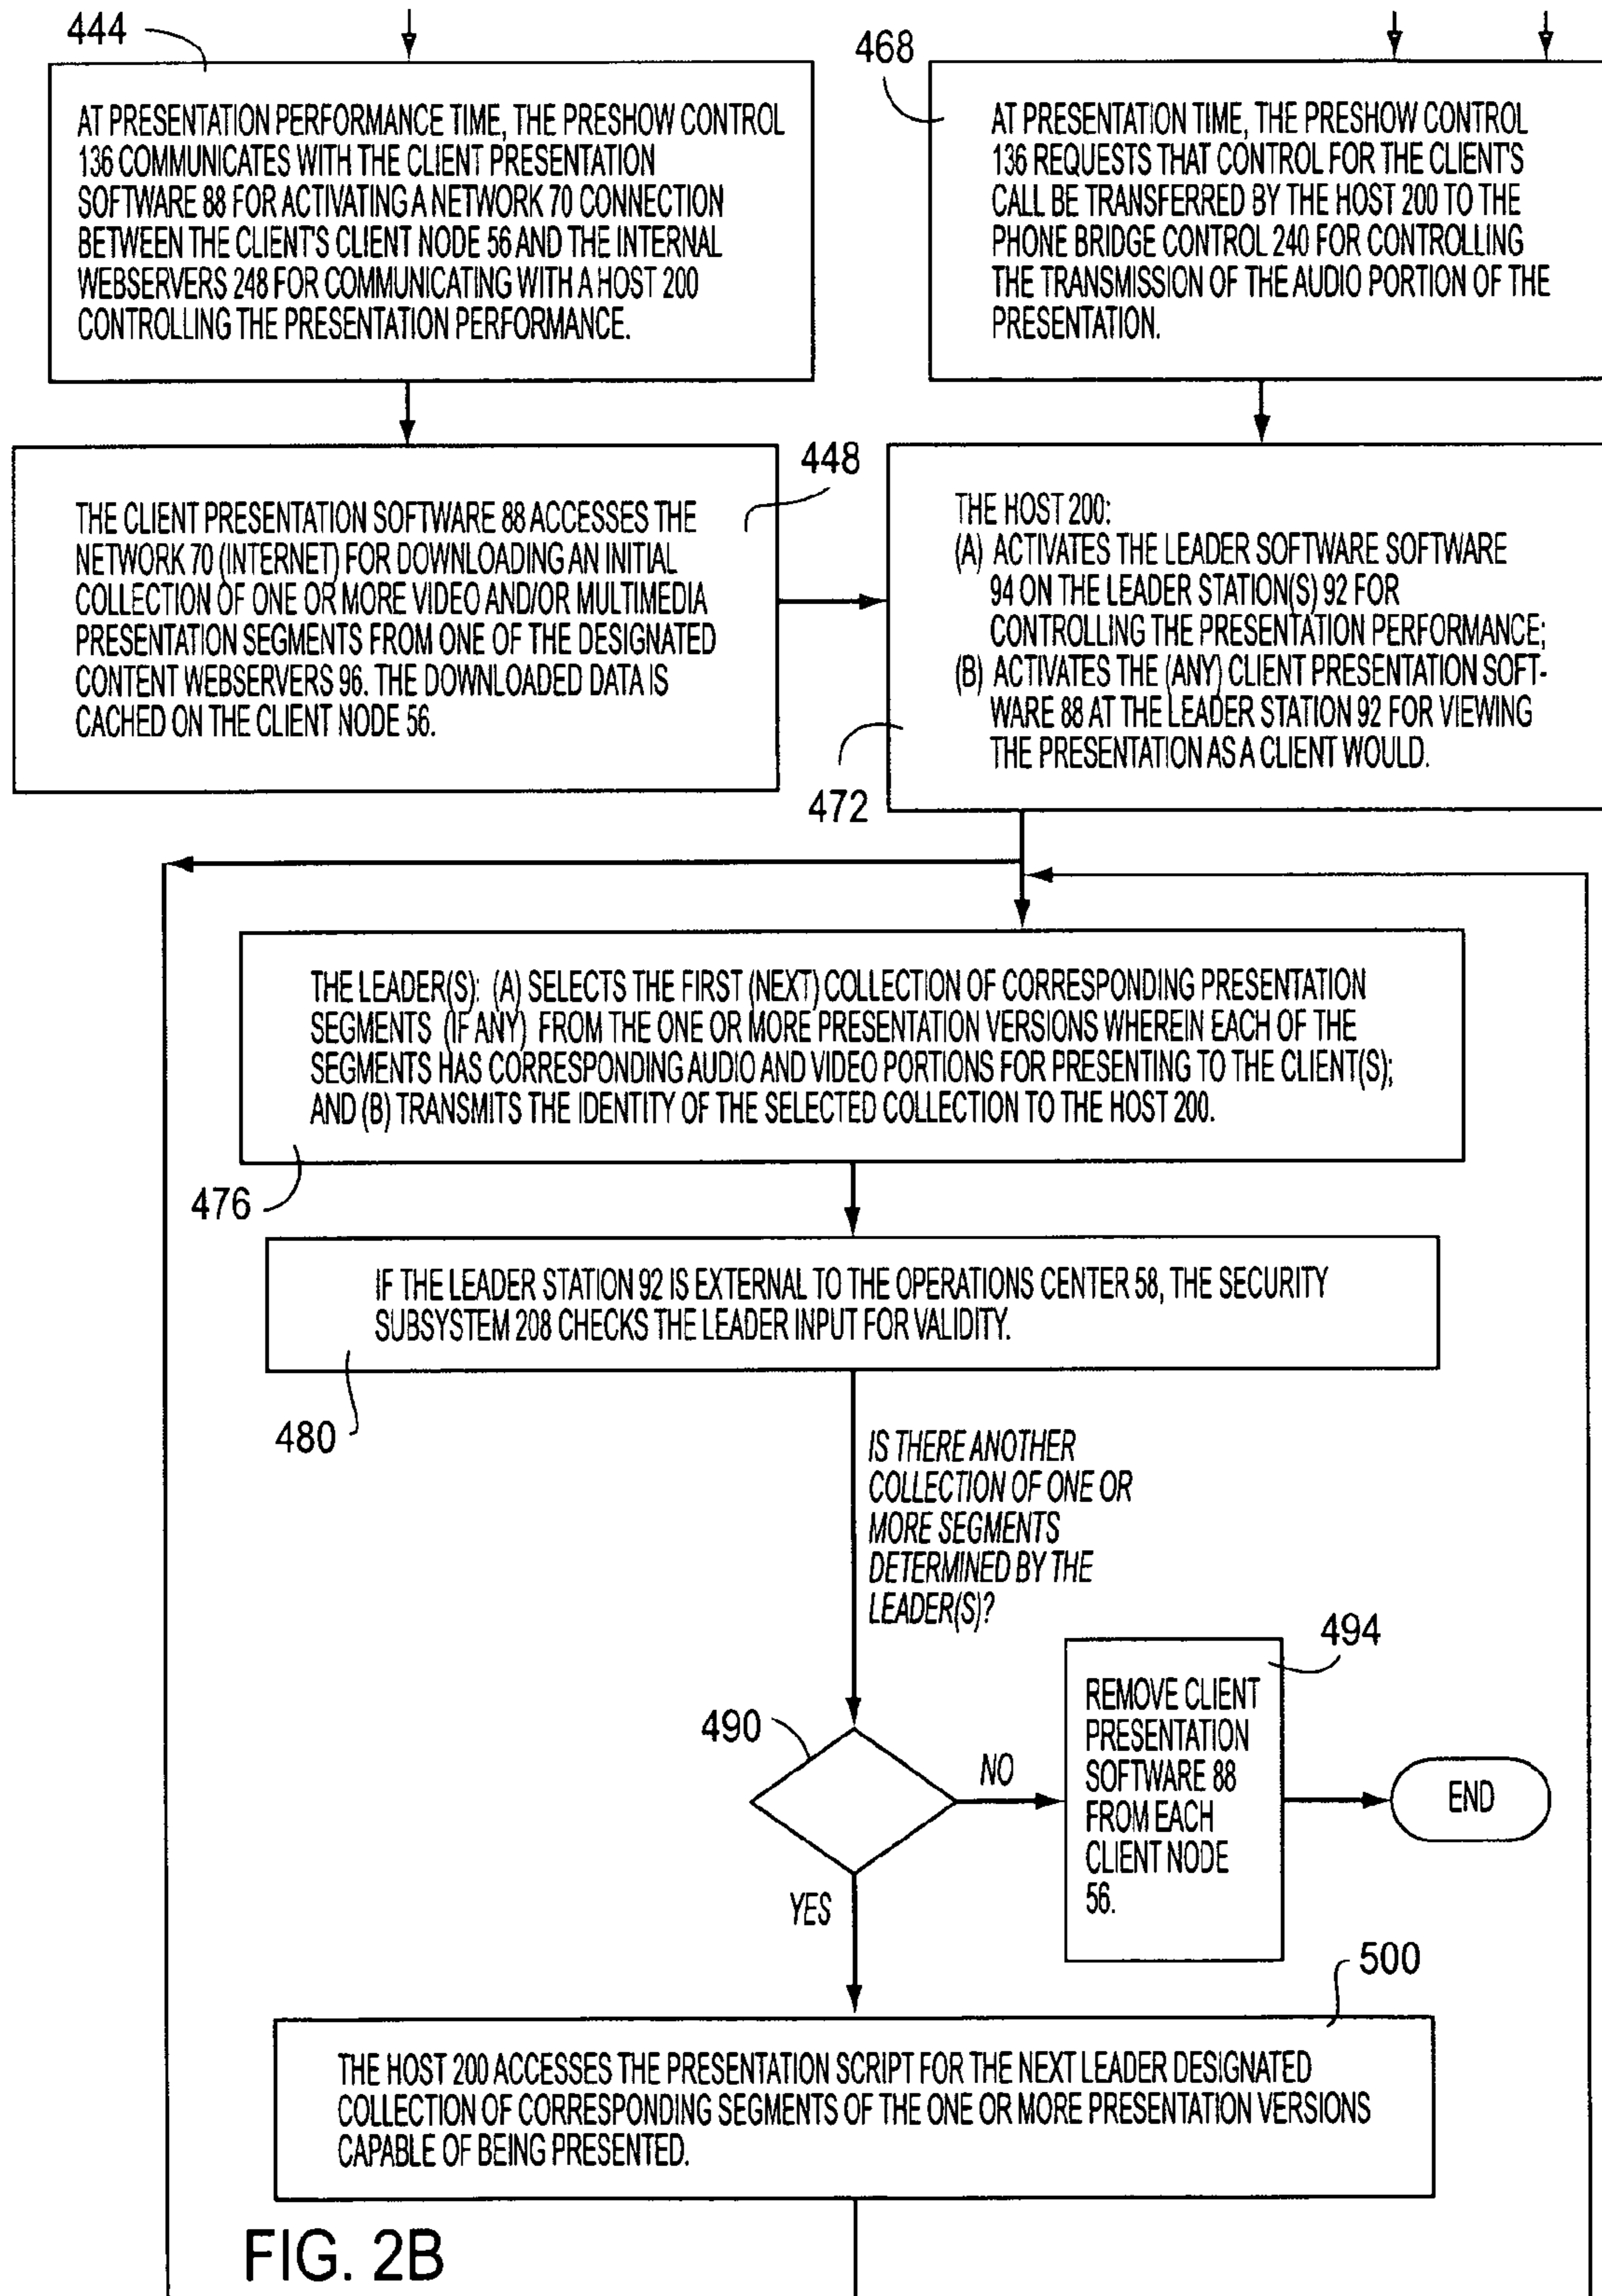 444
AT PRESENTATION PERFORMANCE TIME, THE PRESHOW CONTROL
136 COMMUNICATES WITH THE CLIENT PRESENTATION
SOFTWARE 88 FOR ACTIVATING A NETWORK 70 CONNECTION
BETWEEN THE CLIENT'S CLIENT NODE 56 AND THE INTERNAL
WEBSERVERS 248 FOR COMMUNICATING WITH A HOST 200
CONTROLLING THE PRESENTATION PERFORMANCE.
468
AT PRESENTATION TIME, THE PRESHOW CONTROL
136 REQUESTS THAT CONTROL FOR THE CLIENT'S
CALL BE TRANSFERRED BY THE HOST 200 TO THE
PHONE BRIDGE CONTROL 240 FOR CONTROLLING
THE TRANSMISSION OF THE AUDIO PORTION OF THE
PRESENTATION.
448
THE CLIENT PRESENTATION SOFTWARE 88 ACCESSES THE
NETWORK 70 (INTERNET) FOR DOWNLOADING AN INITIAL
COLLECTION OF ONE OR MORE VIDEO AND/OR MULTIMEDIA
PRESENTATION SEGMENTS FROM ONE OF THE DESIGNATED
CONTENT WEBSERVERS 96. THE DOWNLOADED DATA IS
CACHED ON THE CLIENT NODE 56.
THE HOST 200:
(A) ACTIVATES THE LEADER SOFTWARE SOFTWARE
94 ON THE LEADER STATION(S) 92 FOR
CONTROLLING THE PRESENTATION PERFORMANCE;
(B) ACTIVATES THE (ANY) CLIENT PRESENTATION SOFT-
WARE 88 AT THE LEADER STATION 92 FOR VIEWING
THE PRESENTATION AS A CLIENT WOULD.
472
THE LEADER(S): (A) SELECTS THE FIRST (NEXT) COLLECTION OF CORRESPONDING PRESENTATION
SEGMENTS (IF ANY) FROM THE ONE OR MORE PRESENTATION VERSIONS WHEREIN EACH OF THE
SEGMENTS HAS CORRESPONDING AUDIO AND VIDEO PORTIONS FOR PRESENTING TO THE CLIENT(S);
AND (B) TRANSMITS THE IDENTITY OF THE SELECTED COLLECTION TO THE HOST 200.
476
IF THE LEADER STATION 92 IS EXTERNAL TO THE OPERATIONS CENTER 58, THE SECURITY
SUBSYSTEM 208 CHECKS THE LEADER INPUT FOR VALIDITY.
480
IS THERE ANOTHER
COLLECTION OF ONE OR
MORE SEGMENTS
DETERMINED BY THE
LEADER(S)?
490
NO
YES
494
REMOVE CLIENT
PRESENTATION
SOFTWARE 88
FROM EACH
CLIENT NODE
56.
END
500
THE HOST 200 ACCESSES THE PRESENTATION SCRIPT FOR THE NEXT LEADER DESIGNATED
COLLECTION OF CORRESPONDING SEGMENTS OF THE ONE OR MORE PRESENTATION VERSIONS
CAPABLE OF BEING PRESENTED.
FIG. 2B